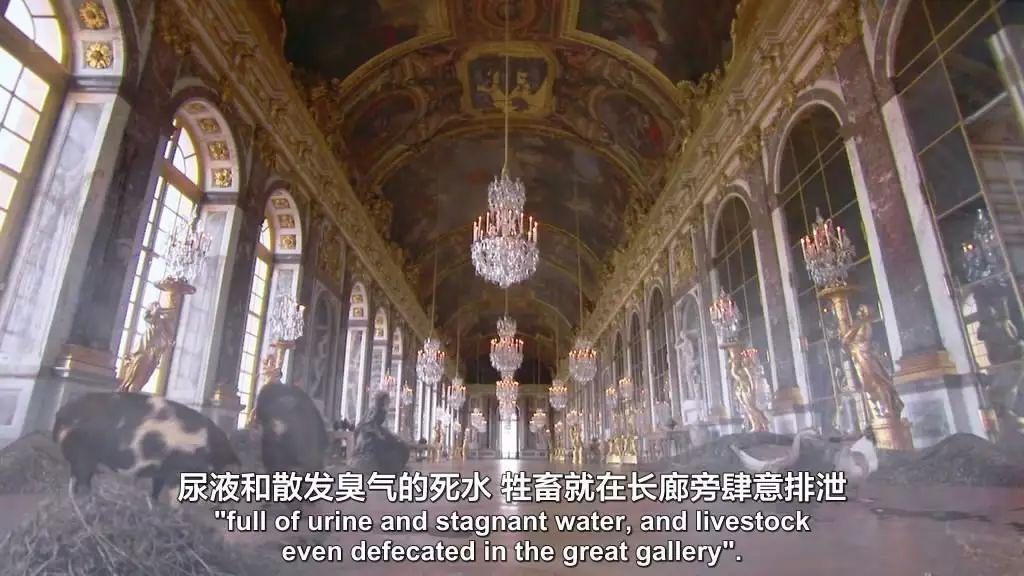 尿液和散发臭气的死水 牲畜就在长廊旁肆意排泄
"full of urine and stagnant water, and livestock
even defecated in the great gallery".